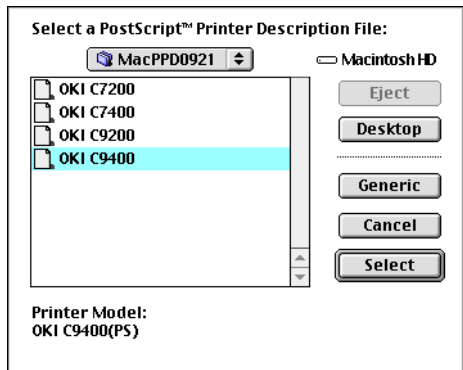 Select a PostScript™ Printer Description File:
MacPPD0921
Macintosh HD
OKI C7200
OKI C7400
OKI C9200
OKI C9400
Eject
Desktop
Generic
Cancel
Select
Printer Model:
OKI C9400(PS)